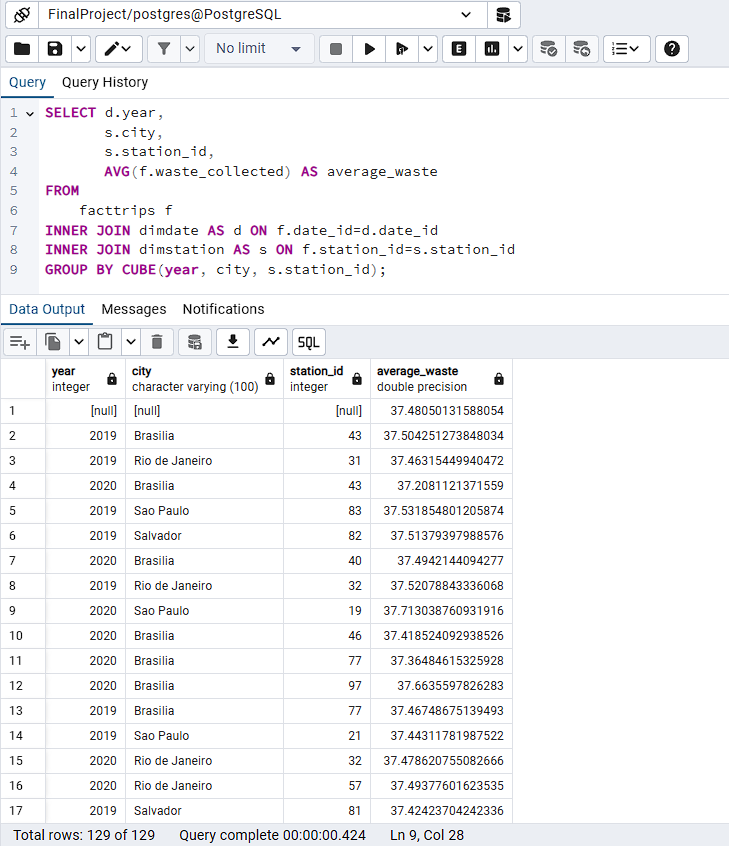 FinalProject/postgres@PostgreSQL
No limit
E
Query Query History
1 SELECT d.year,
2 s.city,
3 s.station_id,
4 AVG(f.waste_collected) AS average_waste
5 FROM
6 facttrips f
7 INNER JOIN dimdate AS d ON f.date_id=d.date_id
8 INNER JOIN dimstation AS s ON f.station_id=s.station_id
9 GROUP BY CUBE(year, city, s.station_id);
Data Output Messages Notifications
SQL
year city station_id average_waste
integer character varying (100) integer double precision
1 [null] [null] [null] 37.48050131588054
2 2019 Brasilia 43 37.504251273848034
3 2019 Rio de Janeiro 31 37.46315449940472
4 2020 Brasilia 43 37.2081121371559
5 2019 Sao Paulo 83 37.531854801205874
6 2019 Salvador 82 37.51379397988576
7 2020 Brasilia 40 37.4942144094277
8 2019 Rio de Janeiro 32 37.52078843336068
9 2020 Sao Paulo 19 37.713038760931916
10 2020 Brasilia 46 37.418524092938526
11 2020 Brasilia 77 37.36484615325928
12 2020 Brasilia 97 37.6635597826283
13 2019 Brasilia 77 37.46748675139493
14 2019 Sao Paulo 21 37.44311781987522
15 2020 Rio de Janeiro 32 37.478620755082666
16 2020 Rio de Janeiro 57 37.49377601623535
17 2019 Salvador 81 37.42423704242336
Total rows: 129 of 129 Query complete 00:00:00.424 Ln 9, Col 28